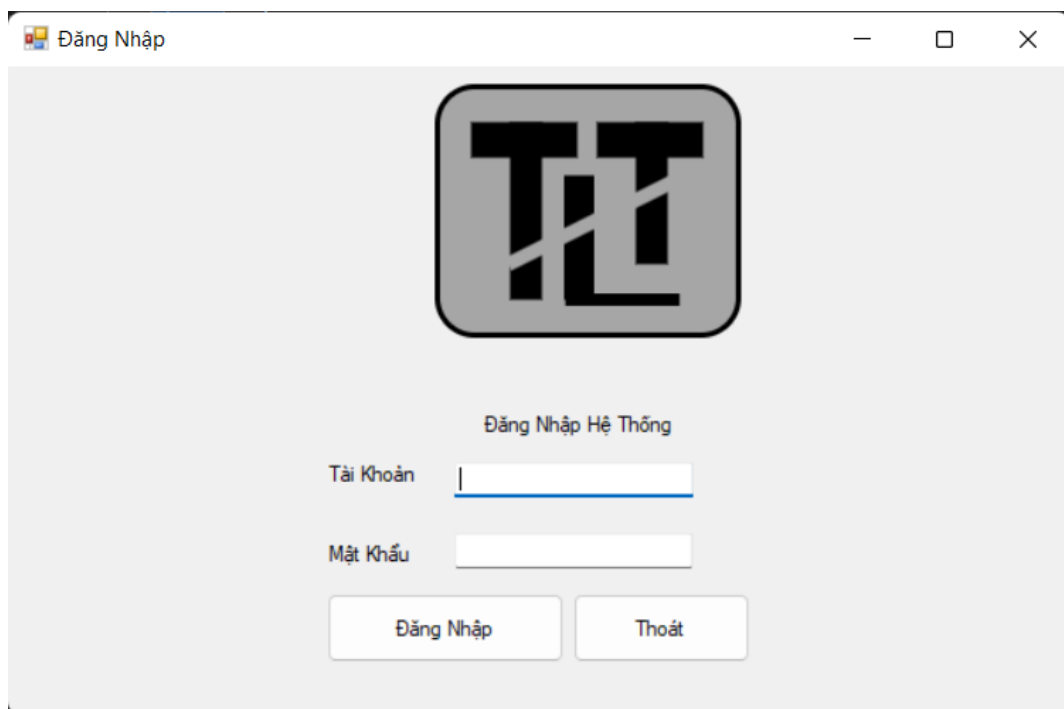 Đăng Nhập
TLT
Đăng Nhập Hệ Thống
Tài Khoản
Mật Khẩu
Đăng Nhập Thoát